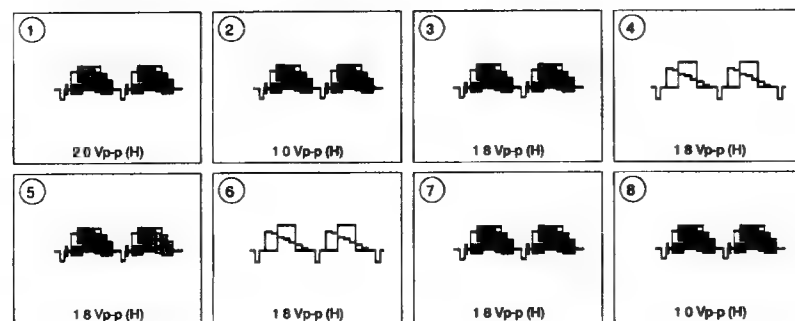 1 2 3 4
2.0 Vp-p (H) 1.0 Vp-p (H) 1.8 Vp-p (H) 1.8 Vp-p (H)
5 6 7 8
1.8 Vp-p (H) 1.8 Vp-p (H) 1.8 Vp-p (H) 1.0 Vp-p (H)